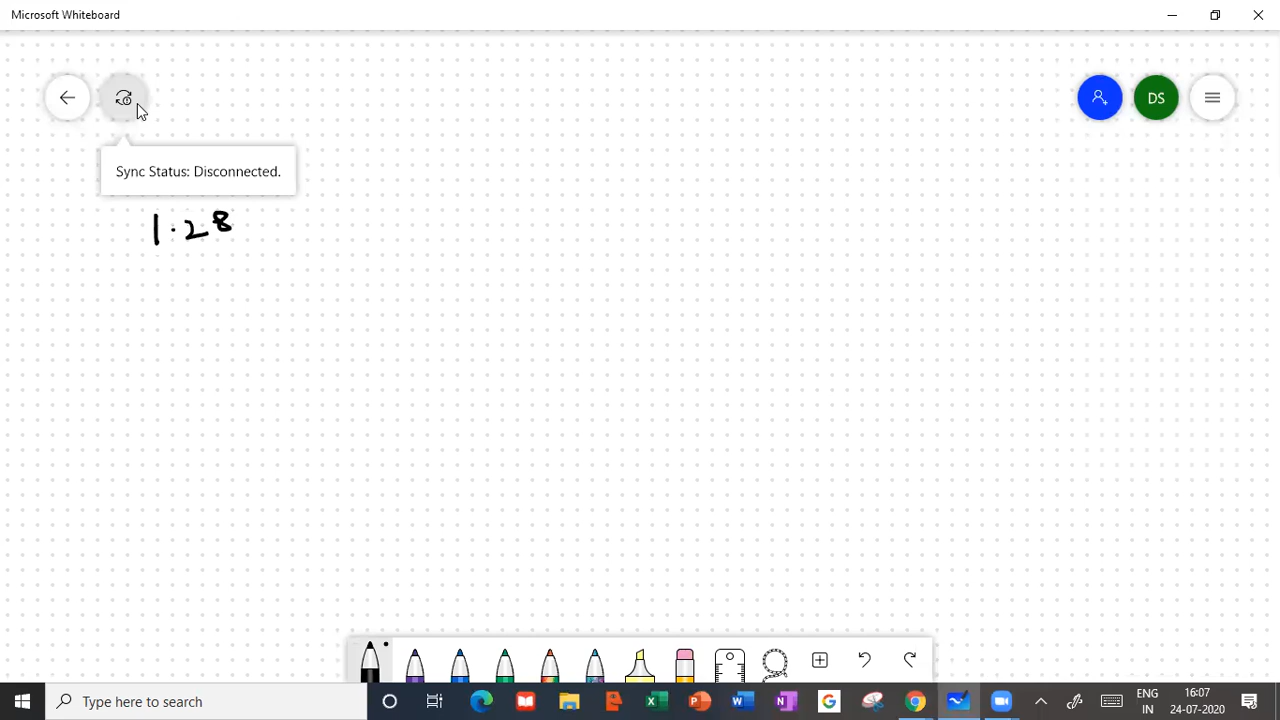 Microsoft Whiteboard
DS
Sync Status: Disconnected.
1.28
Type here to search
ENG
IN
16:07
24-07-2020